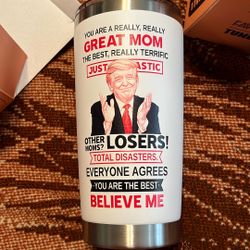 YOU ARE A REALLY, REALLY
GREAT MOM
THE BEST, REALLY TERRIFIC
JUST TASTIC
OTHER MOMS? LOSERS!
TOTAL DISASTERS.
EVERYONE AGREES
YOU ARE THE BEST
BELIEVE ME